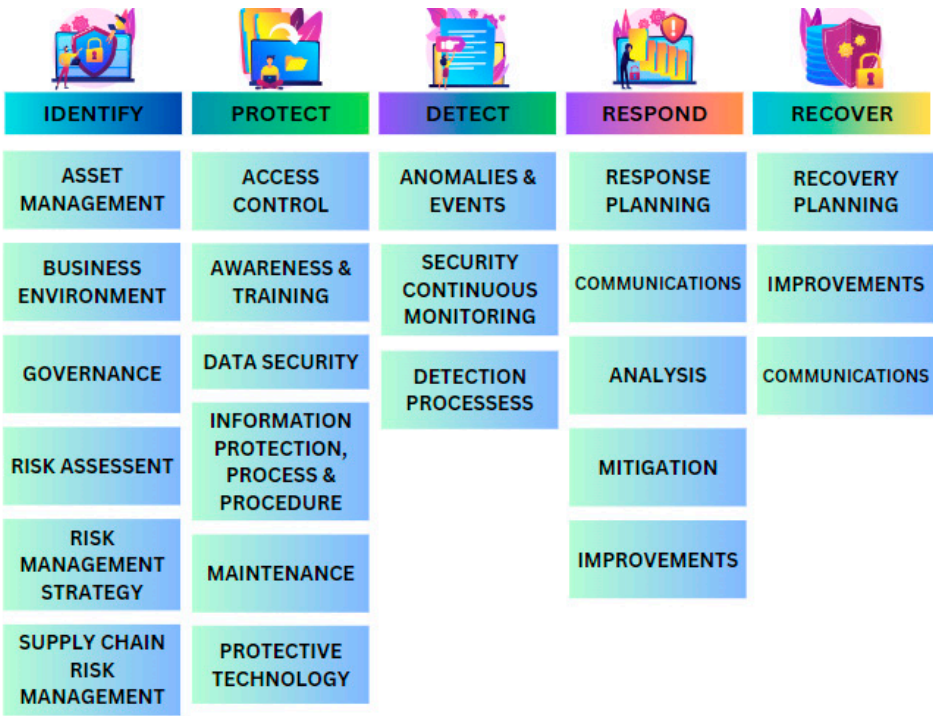 IDENTIFY
PROTECT
DETECT
RESPOND
RECOVER
ASSET
MANAGEMENT
BUSINESS
ENVIRONMENT
GOVERNANCE
RISK ASSESSENT
RISK
MANAGEMENT
STRATEGY
SUPPLY CHAIN
RISK
MANAGEMENT
ACCESS
CONTROL
AWARENESS &
TRAINING
DATA SECURITY
INFORMATION
PROTECTION,
PROCESS &
PROCEDURE
MAINTENANCE
PROTECTIVE
TECHNOLOGY
ANOMALIES &
EVENTS
SECURITY
CONTINUOUS
MONITORING
DETECTION
PROCESSESS
RESPONSE
PLANNING
COMMUNICATIONS
ANALYSIS
MITIGATION
IMPROVEMENTS
RECOVERY
PLANNING
IMPROVEMENTS
COMMUNICATIONS